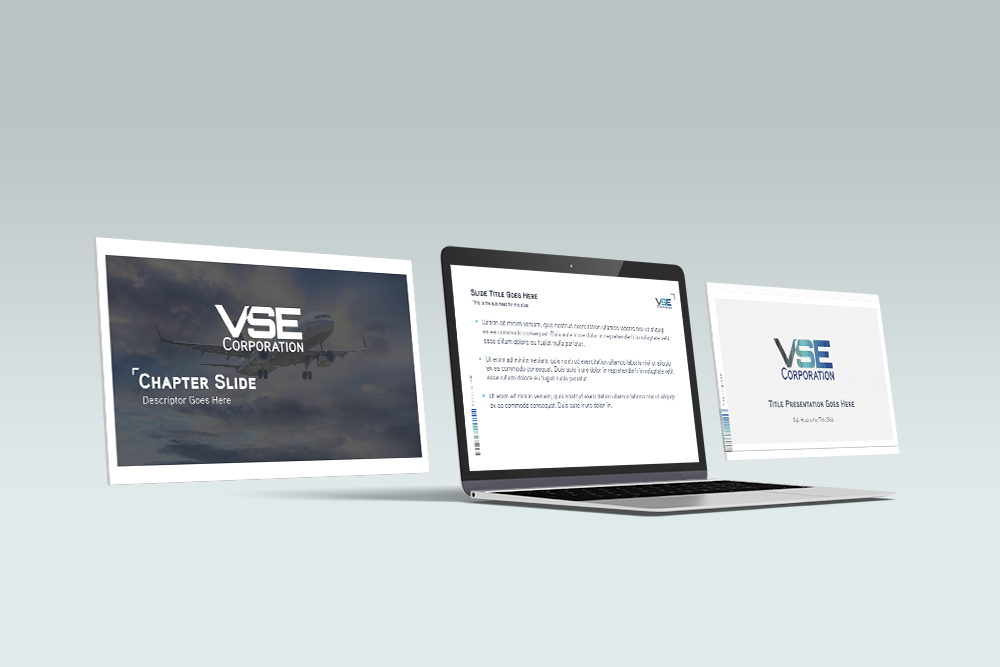 VSE
CORPORATION
CHAPTER SLIDE
Descriptor Goes Here
SLIDE TITLE GOES HERE
This is the sub-head for this slide
VSE
Ut enim ad minim veniam, quis nostrud exercitation ullamco laboris nisi ut aliquip
ex ea commodo consequat. Duis aute irure dolor in reprehenderit in voluptate velit
esse cillum dolore eu fugiat nulla pariatur.
Ut enim ad minim veniam, quis nostrud exercitation ullamco laboris nisi ut aliquip
ex ea commodo consequat. Duis aute irure dolor in reprehenderit in voluptate velit
esse cillum dolore eu fugiat nulla pariatur.
Ut enim ad minim veniam, quis nostrud exercitation ullamco laboris nisi ut aliquip
ex ea commodo consequat. Duis aute irure dolor in.
VSE
CORPORATION
TITLE PRESENTATION GOES HERE
Sub Head on the Title Slide